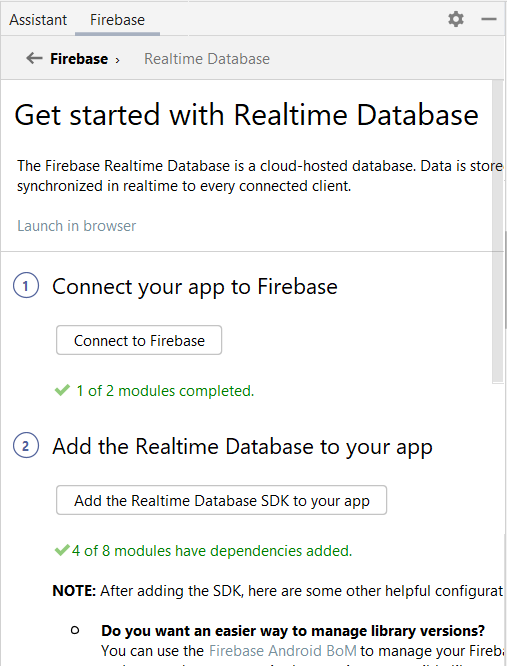 Assistant Firebase
Firebase › Realtime Database
Get started with Realtime Database
The Firebase Realtime Database is a cloud-hosted database. Data is store
synchronized in realtime to every connected client.
Launch in browser
1 Connect your app to Firebase
Connect to Firebase
1 of 2 modules completed.
2 Add the Realtime Database to your app
Add the Realtime Database SDK to your app
4 of 8 modules have dependencies added.
NOTE: After adding the SDK, here are some other helpful configurat
Do you want an easier way to manage library versions?
You can use the Firebase Android BoM to manage your Fireba